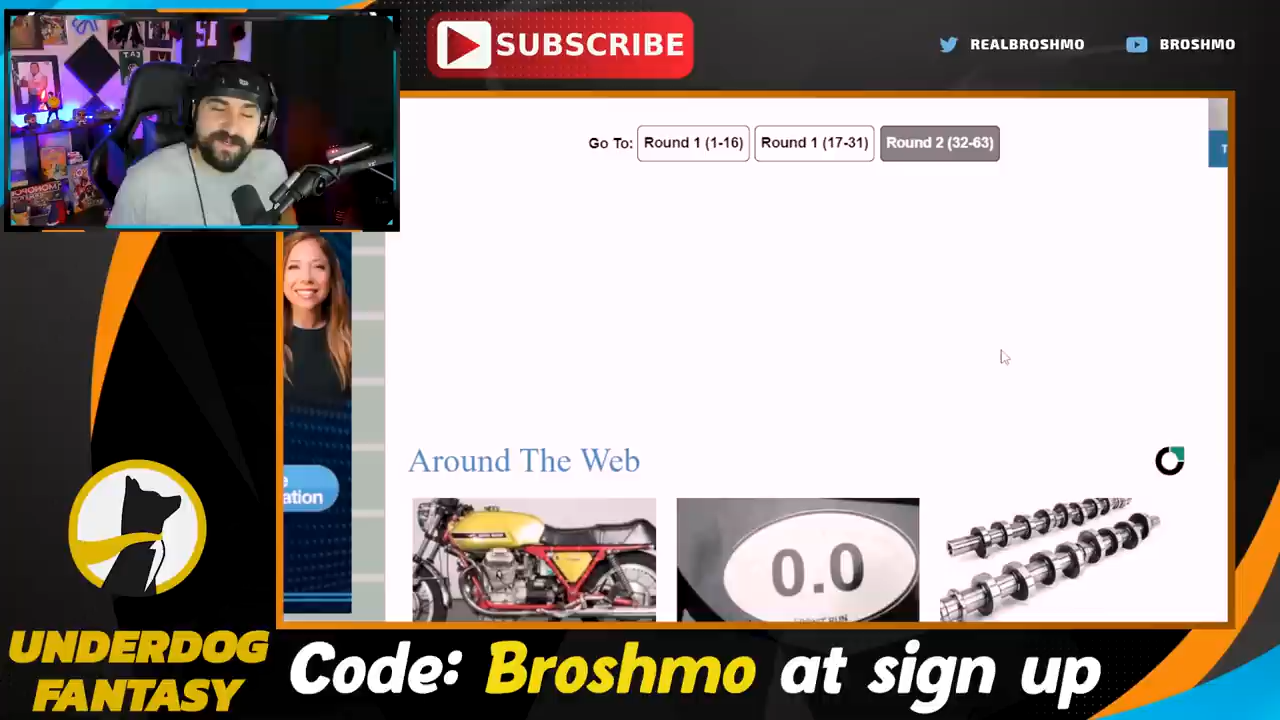 SUBSCRIBE
REALBROSHMO
BROSHMO
Go To: Round 1 (1-16) Round 1 (17-31) Round 2 (32-63)
T
ation
Around The Web
0.0
UNDERDOG
FANTASY
Code: Broshmo at sign up